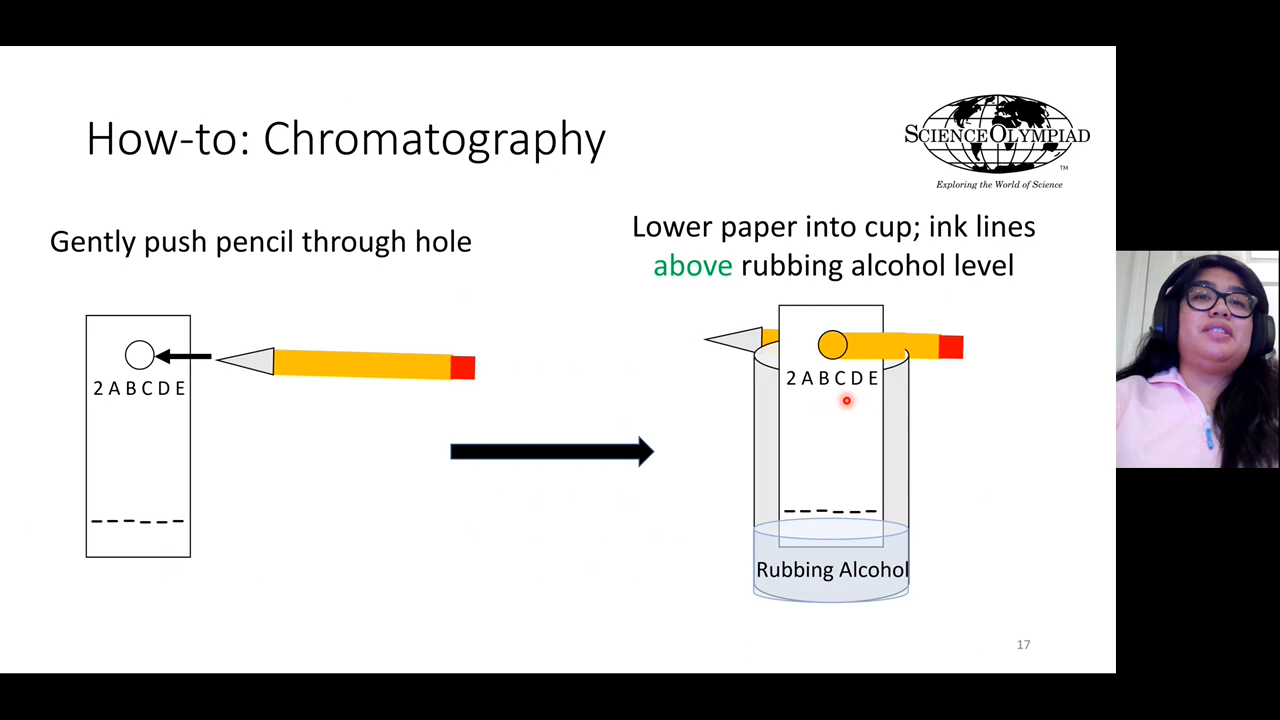 How-to: Chromatography
SCIENCE OLYMPIAD
TM
Exploring the World of Science
Gently push pencil through hole
Lower paper into cup; ink lines
above rubbing alcohol level
2 A B C D E
2 A B C D E
Rubbing Alcohol
17